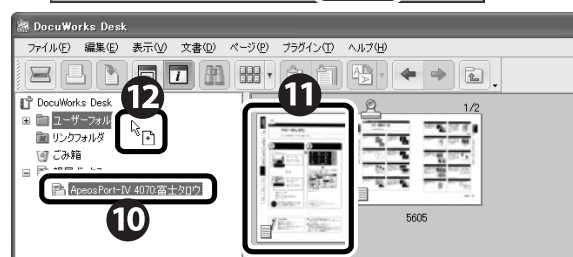 DocuWorks Desk
ファイル(F) 編集(E) 表示(V) 文書(D) ページ(P) プラグイン(T) ヘルプ(H)
12
11
DocuWorks Desk
1/2
ユーザーフォル
リンクフォルダ
ごみ箱
ApeosPort-IV 4070:富士タロウ
5605
10